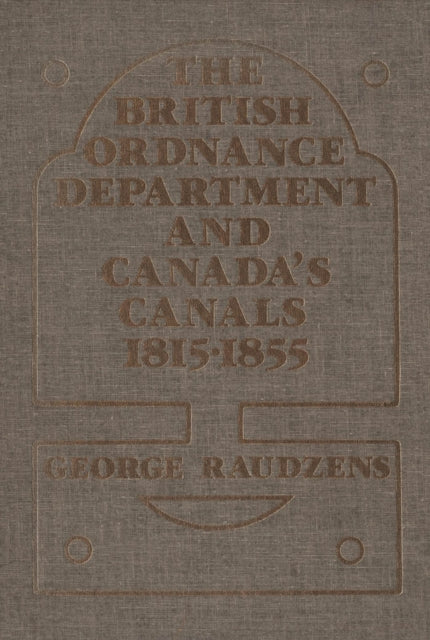 THE
BRITISH
ORDNANCE
DEPARTMENT
AND
CANADA'S
CANALS
1815·1855
GEORGE RAUDZENS